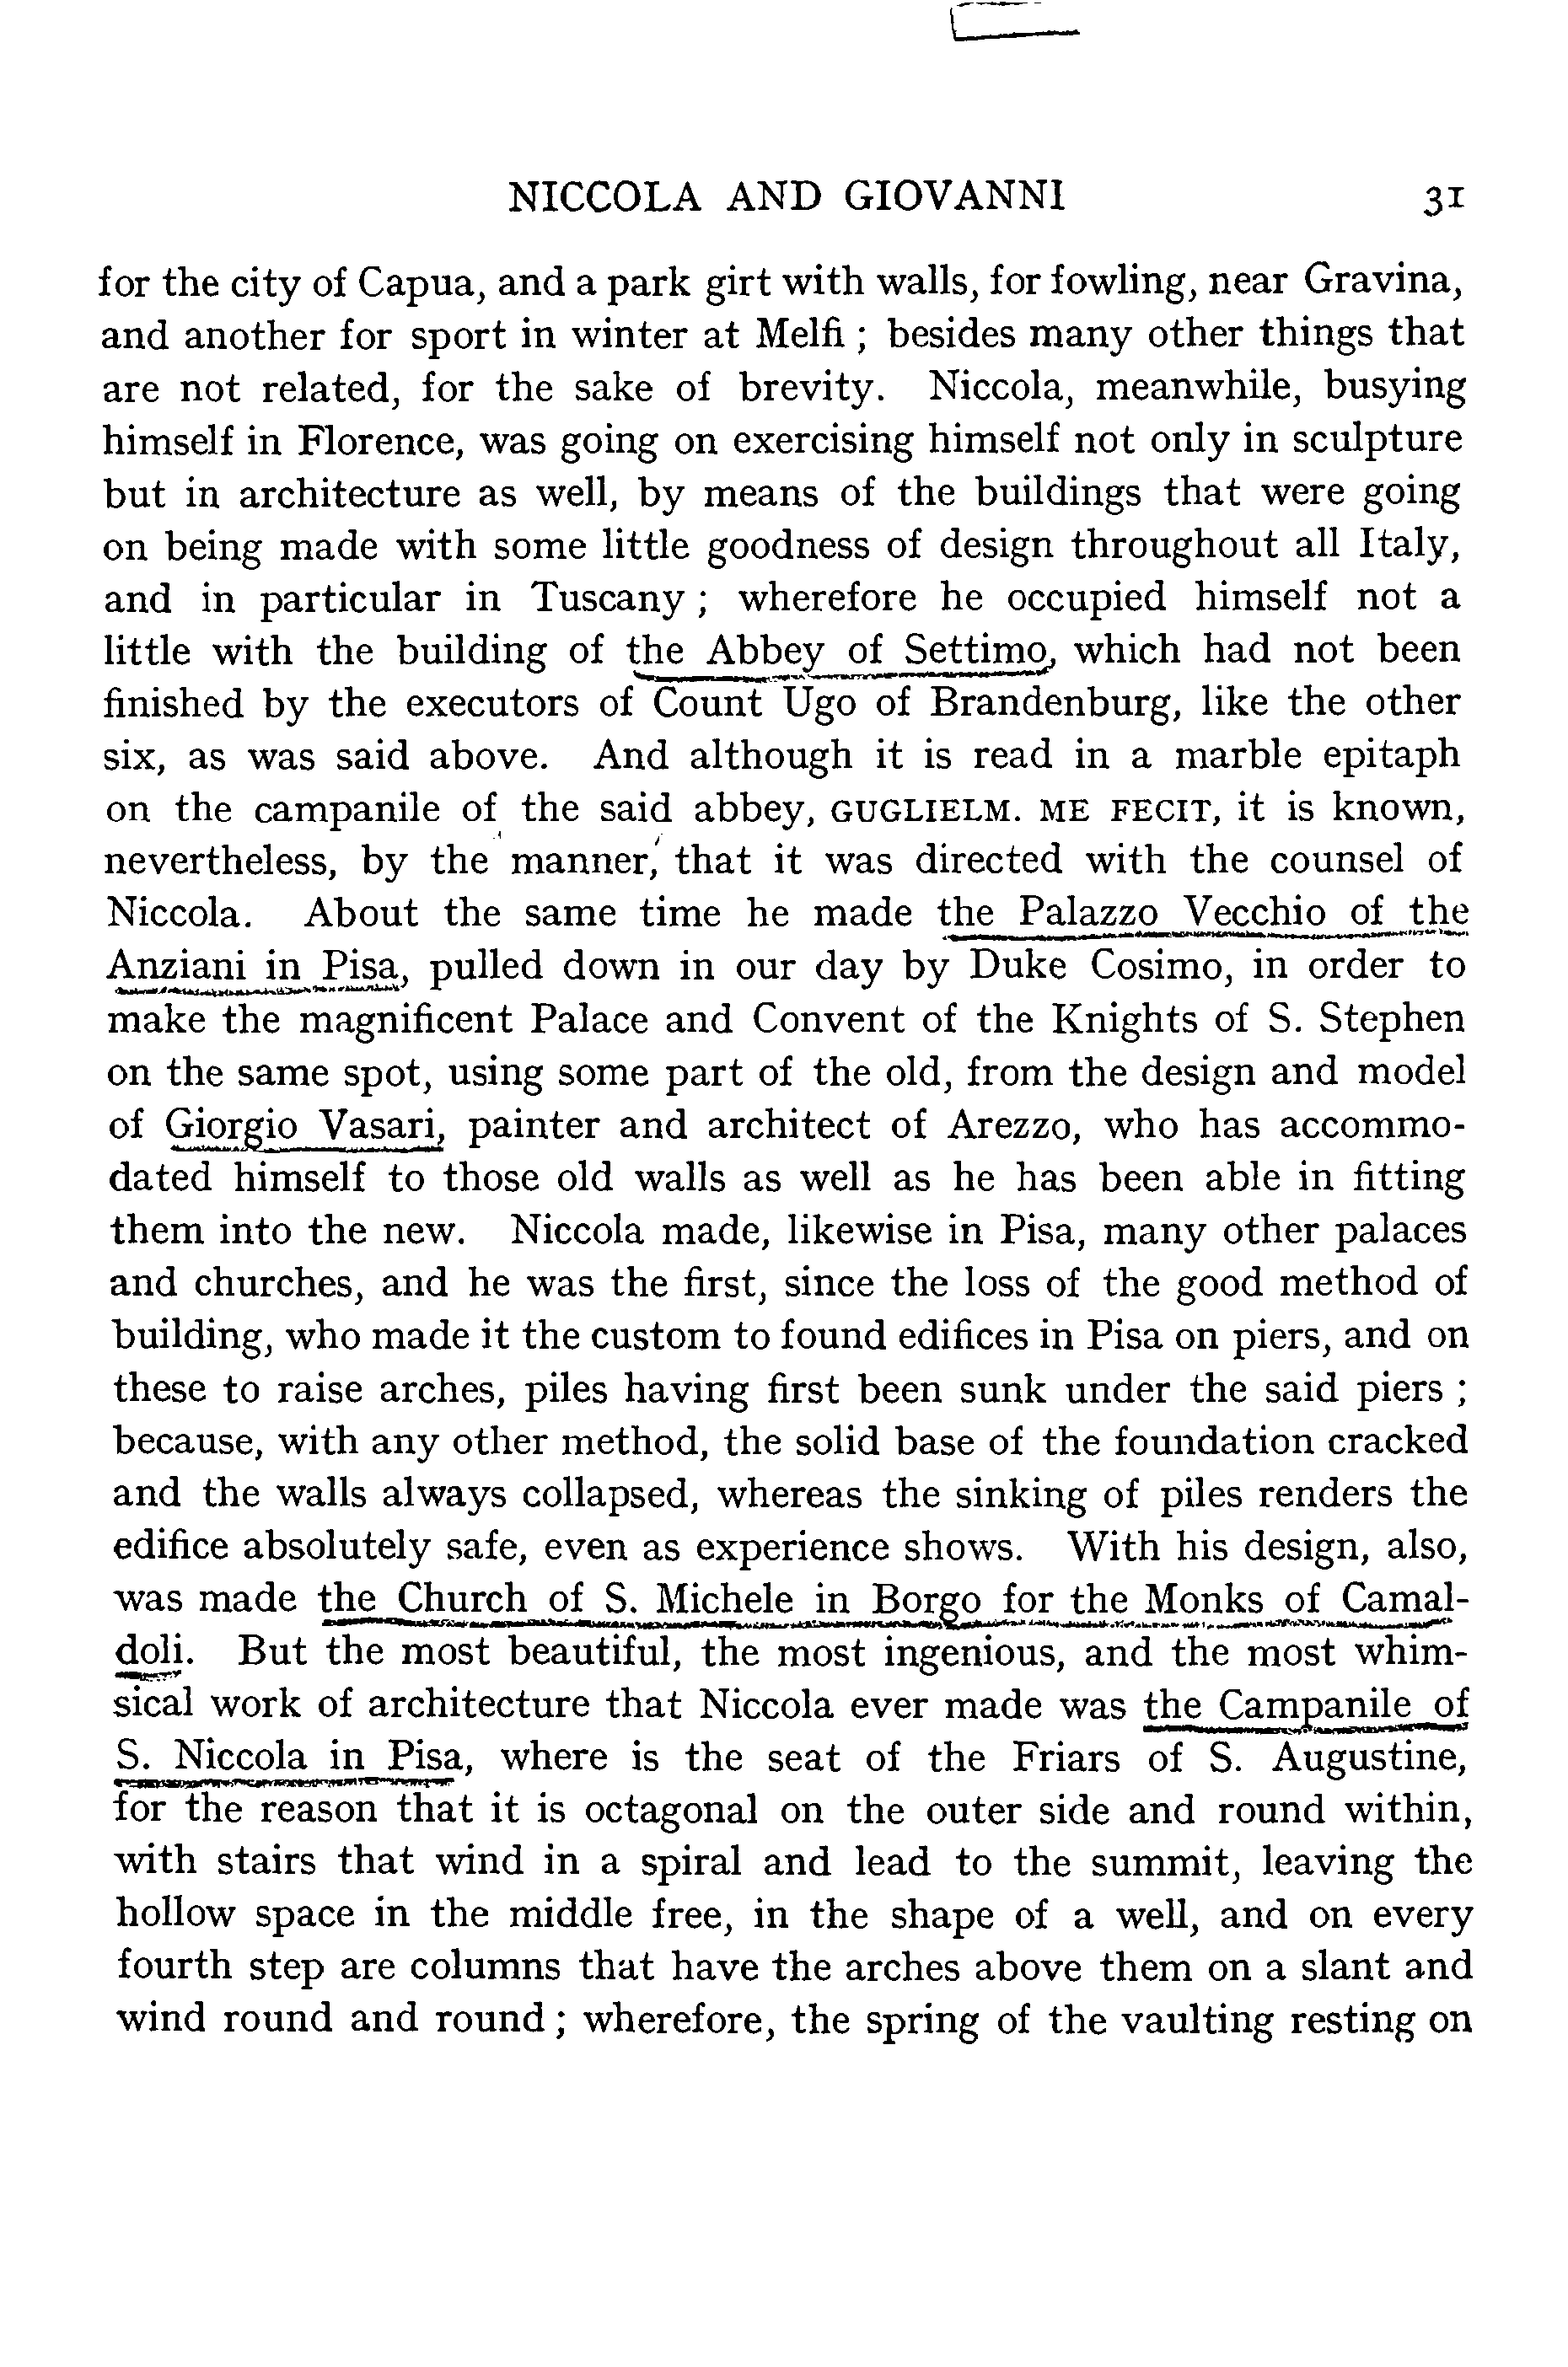 NICCOLA AND GIOVANNI 31
for the city of Capua, and a park girt with walls, for fowling, near Gravina,
and another for sport in winter at Melfi ; besides many other things that
are not related, for the sake of brevity. Niccola, meanwhile, busying
himself in Florence, was going on exercising himself not only in sculpture
but in architecture as well, by means of the buildings that were going
on being made with some little goodness of design throughout all Italy,
and in particular in Tuscany ; wherefore he occupied himself not a
little with the building of the Abbey of Settimo, which had not been
finished by the executors of Count Ugo of Brandenburg, like the other
six, as was said above. And although it is read in a marble epitaph
on the campanile of the said abbey, GUGLIELM. ME FECIT, it is known,
nevertheless, by the manner, that it was directed with the counsel of
Niccola. About the same time he made the Palazzo Vecchio of the
Anziani in Pisa, pulled down in our day by Duke Cosimo, in order to
make the magnificent Palace and Convent of the Knights of S. Stephen
on the same spot, using some part of the old, from the design and model
of Giorgio Vasari, painter and architect of Arezzo, who has accommo-
dated himself to those old walls as well as he has been able in fitting
them into the new. Niccola made, likewise in Pisa, many other palaces
and churches, and he was the first, since the loss of the good method of
building, who made it the custom to found edifices in Pisa on piers, and on
these to raise arches, piles having first been sunk under the said piers ;
because, with any other method, the solid base of the foundation cracked
and the walls always collapsed, whereas the sinking of piles renders the
edifice absolutely safe, even as experience shows. With his design, also,
was made the Church of S. Michele in Borgo for the Monks of Camal-
doli. But the most beautiful, the most ingenious, and the most whim-
sical work of architecture that Niccola ever made was the Campanile of
S. Niccola in Pisa, where is the seat of the Friars of S. Augustine,
for the reason that it is octagonal on the outer side and round within,
with stairs that wind in a spiral and lead to the summit, leaving the
hollow space in the middle free, in the shape of a well, and on every
fourth step are columns that have the arches above them on a slant and
wind round and round ; wherefore, the spring of the vaulting resting on